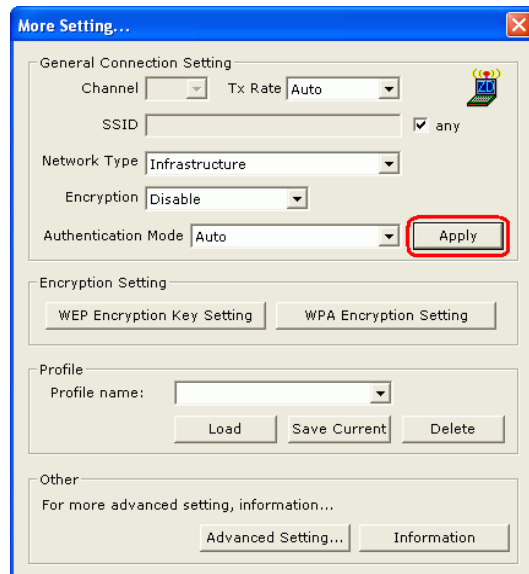 More Setting...
General Connection Setting
Channel Tx Rate Auto
SSID any
Network Type Infrastructure
Encryption Disable
Authentication Mode Auto Apply
Encryption Setting
WEP Encryption Key Setting WPA Encryption Setting
Profile
Profile name:
Load Save Current Delete
Other
For more advanced setting, information...
Advanced Setting... Information
ZD